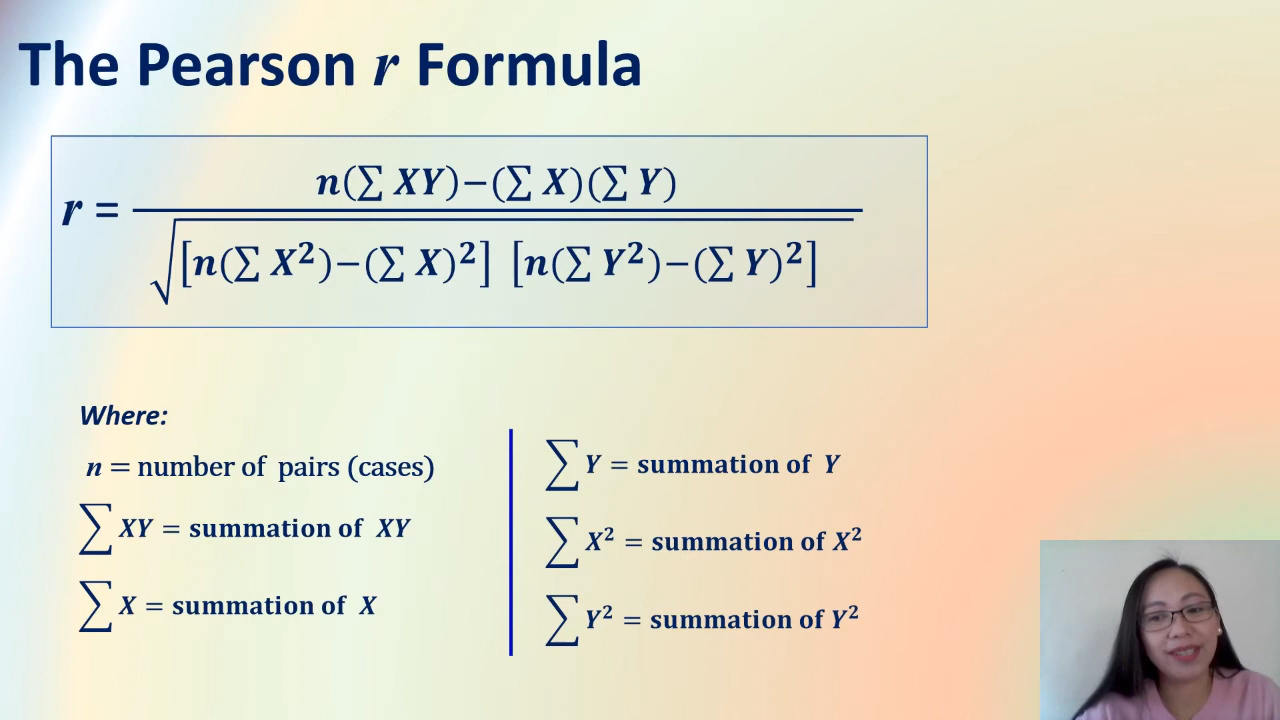 The Pearson r Formula
r = n(∑ XY)−(∑ X)(∑ Y) / √[n(∑ X²)−(∑ X)²] [n(∑ Y²)−(∑ Y)²]
Where:
n = number of pairs (cases)
∑ XY = summation of XY
∑ X = summation of X
∑ Y = summation of Y
∑ X² = summation of X²
∑ Y² = summation of Y²